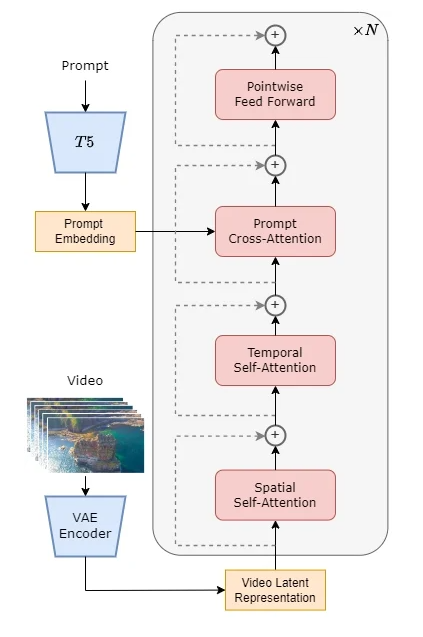 ×N
Prompt
T5
Prompt
Embedding
Pointwise
Feed Forward
Prompt
Cross-Attention
Temporal
Self-Attention
Video
Spatial
Self-Attention
VAE
Encoder
Video Latent
Representation
+
+
+
+